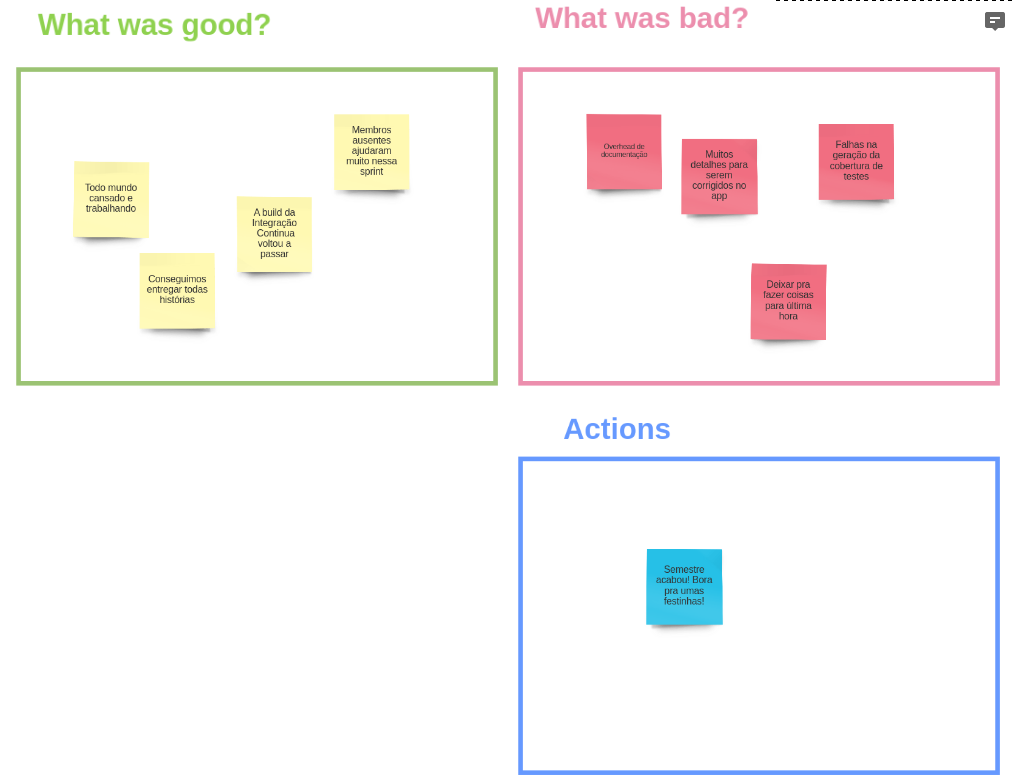 What was good?
Todo mundo
cansado e
trabalhando
Conseguimos
entregar todas
histórias
A build da
Integração
Continua
voltou a
passar
Membros
ausentes
ajudaram
muito nessa
sprint
What was bad?
Overhead de
documentação
Muitos
detalhes para
serem
corrigidos no
app
Falhas na
geração da
cobertura de
testes
Deixar pra
fazer coisas
para última
hora
Actions
Semestre
acabou! Bora
pra umas
festinhas!